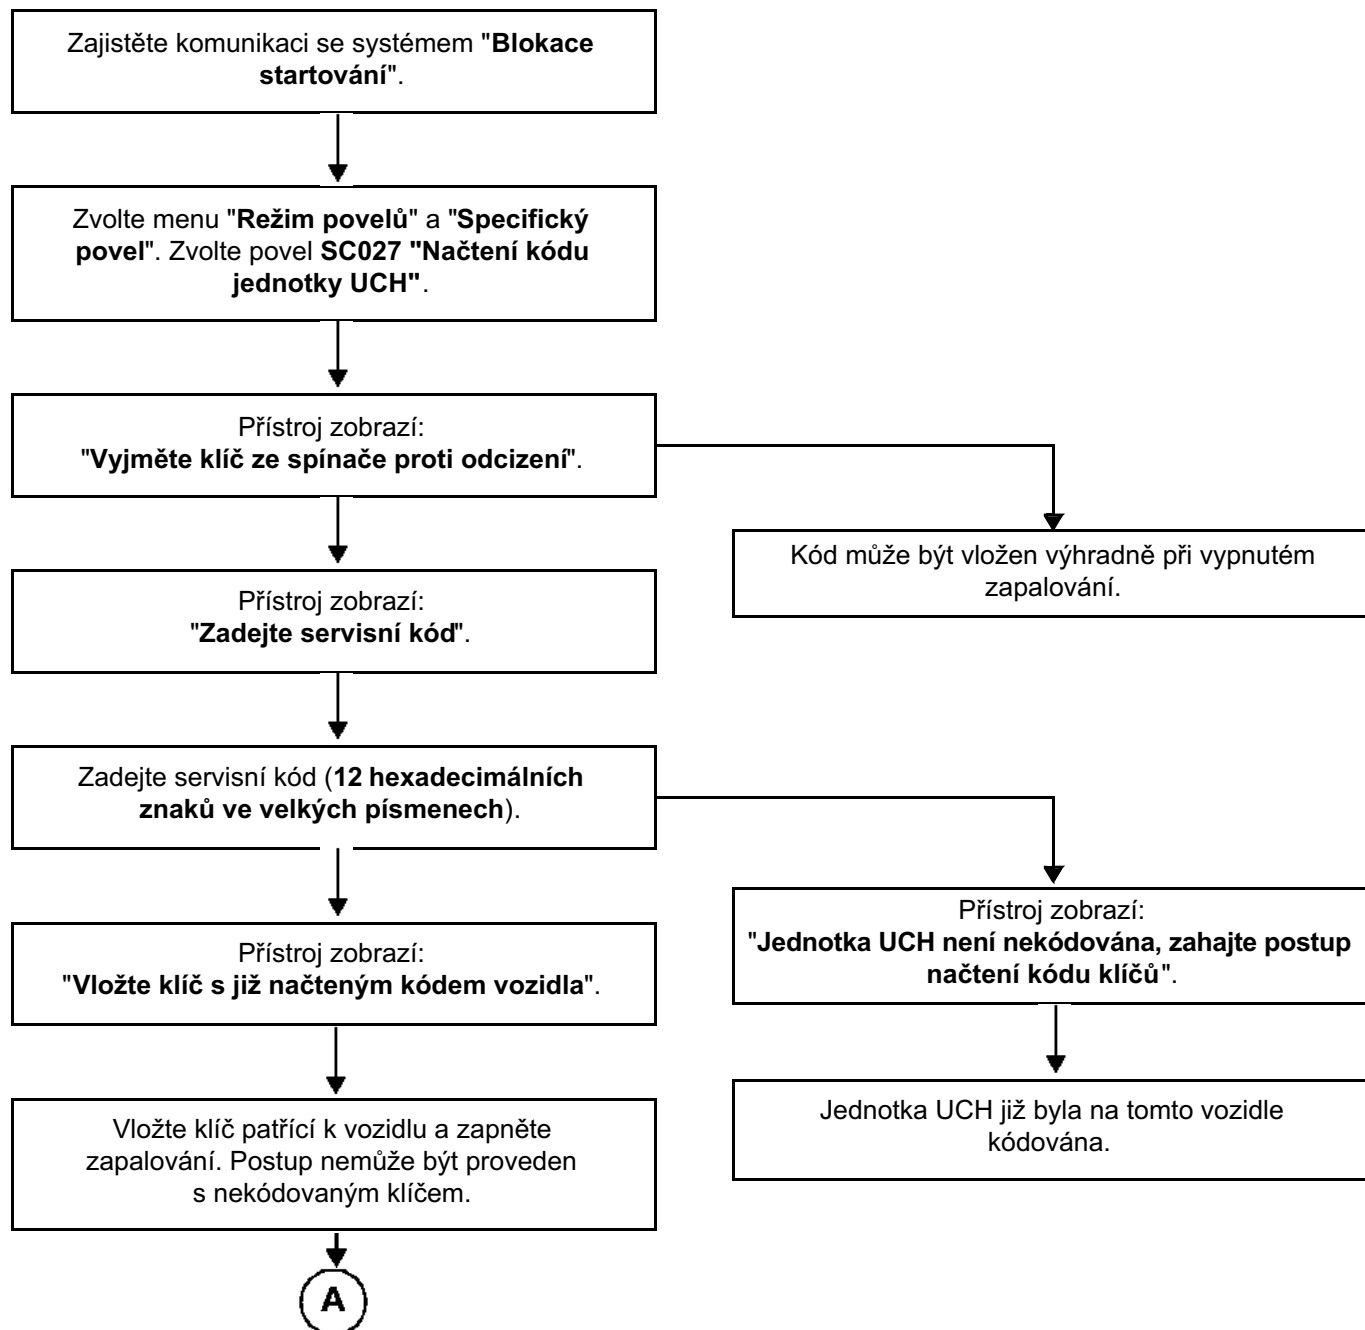 Zajistěte komunikaci se systémem "Blokace
startování".
Zvolte menu "Režim povelů" a "Specifický
povel". Zvolte povel SC027 "Načtení kódu
jednotky UCH".
Přístroj zobrazí:
"Vyjměte klíč ze spínače proti odcizení".
Kód může být vložen výhradně při vypnutém
zapalování.
Přístroj zobrazí:
"Zadejte servisní kód".
Zadejte servisní kód (12 hexadecimálních
znaků ve velkých písmenech).
Přístroj zobrazí:
"Jednotka UCH není nekódována, zahajte postup
načtení kódu klíčů".
Přístroj zobrazí:
"Vložte klíč s již načteným kódem vozidla".
Jednotka UCH již byla na tomto vozidle
kódována.
Vložte klíč patřící k vozidlu a zapněte
zapalování. Postup nemůže být proveden
s nekódovaným klíčem.
A